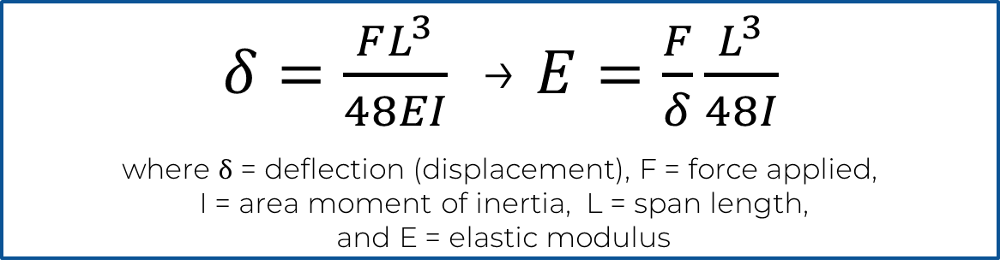 δ = FL³/48EI → E = F/δ L³/48I
where δ = deflection (displacement), F = force applied,
I = area moment of inertia, L = span length,
and E = elastic modulus